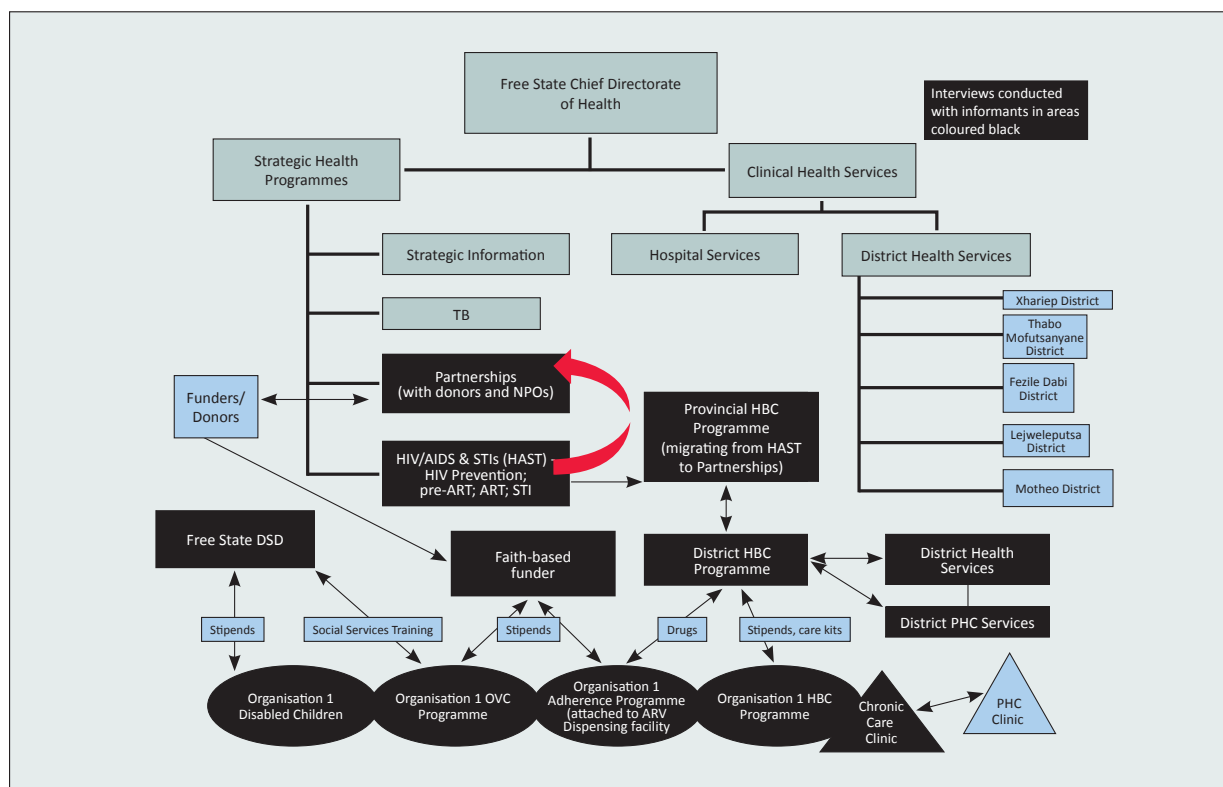 Free State Chief Directorate
of Health
Interviews conducted
with informants in areas
coloured black
Strategic Health
Programmes
Clinical Health Services
Strategic Information
Hospital Services
District Health Services
TB
Xhariep District
Thabo
Mofutsanyane
District
Fezile Dabi
District
Lejweleputsa
District
Motheo District
Funders/
Donors
Partnerships
(with donors and NPOs)
Provincial HBC
Programme
(migrating from HAST
to Partnerships)
HIV/AIDS & STIs (HAST) –
HIV Prevention;
pre-ART; ART; STI
Free State DSD
Faith-based
funder
District HBC
Programme
District Health
Services
District PHC Services
Stipends
Social Services Training
Stipends
Drugs
Stipends, care kits
Organisation 1
Disabled Children
Organisation 1 OVC
Programme
Organisation 1
Adherence Programme
(attached to ARV
Dispensing facility
Organisation 1 HBC
Programme
Chronic
Care
Clinic
PHC
Clinic